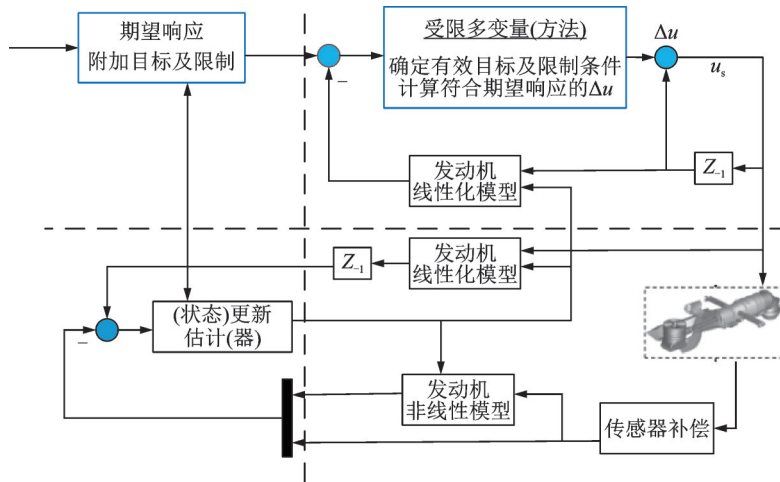 期望响应
附加目标及限制
受限多变量(方法)
确定有效目标及限制条件
计算符合期望响应的Δu
Δu
u_s
−
发动机
线性化模型
Z₋₁
Z₋₁
发动机
线性化模型
(状态)更新
估计(器)
−
发动机
非线性模型
传感器补偿